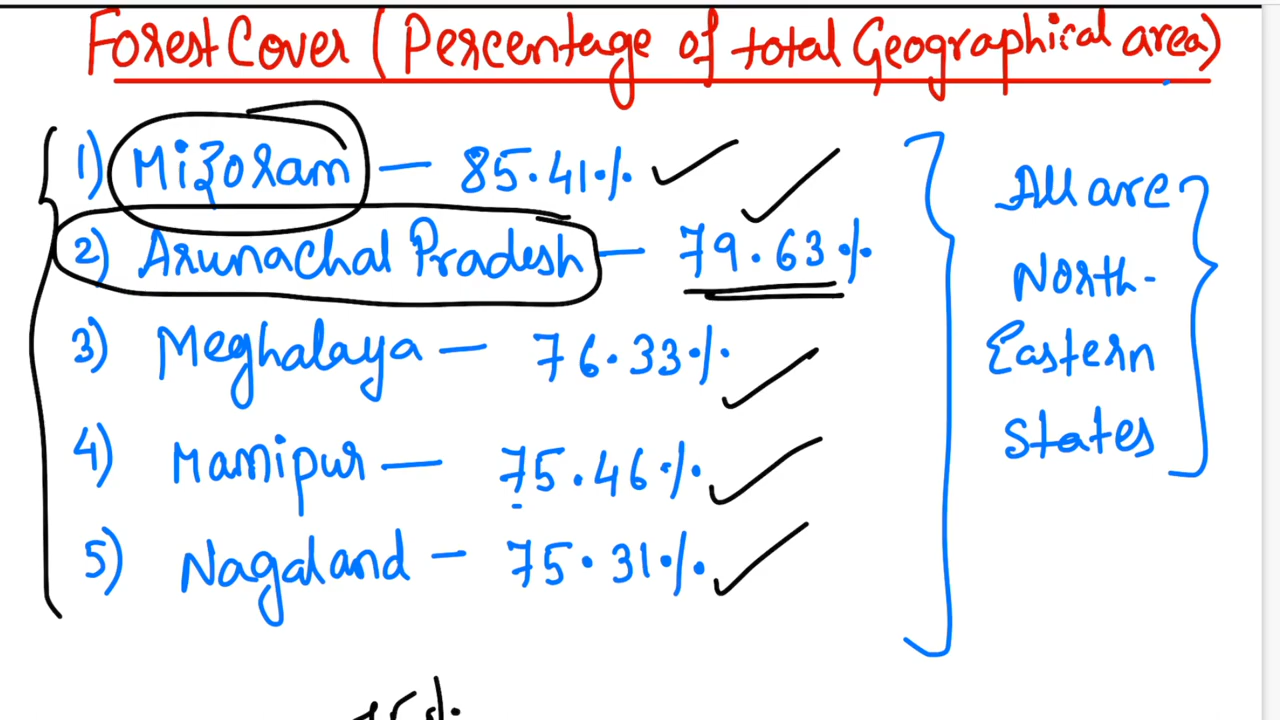 Forest Cover (Percentage of total Geographical area)
1) Mizoram — 85.41%
2) Arunachal Pradesh — 79.63%
3) Meghalaya — 76.33%
4) Manipur — 75.46%
5) Nagaland — 75.31%
All are
North-
Eastern
States